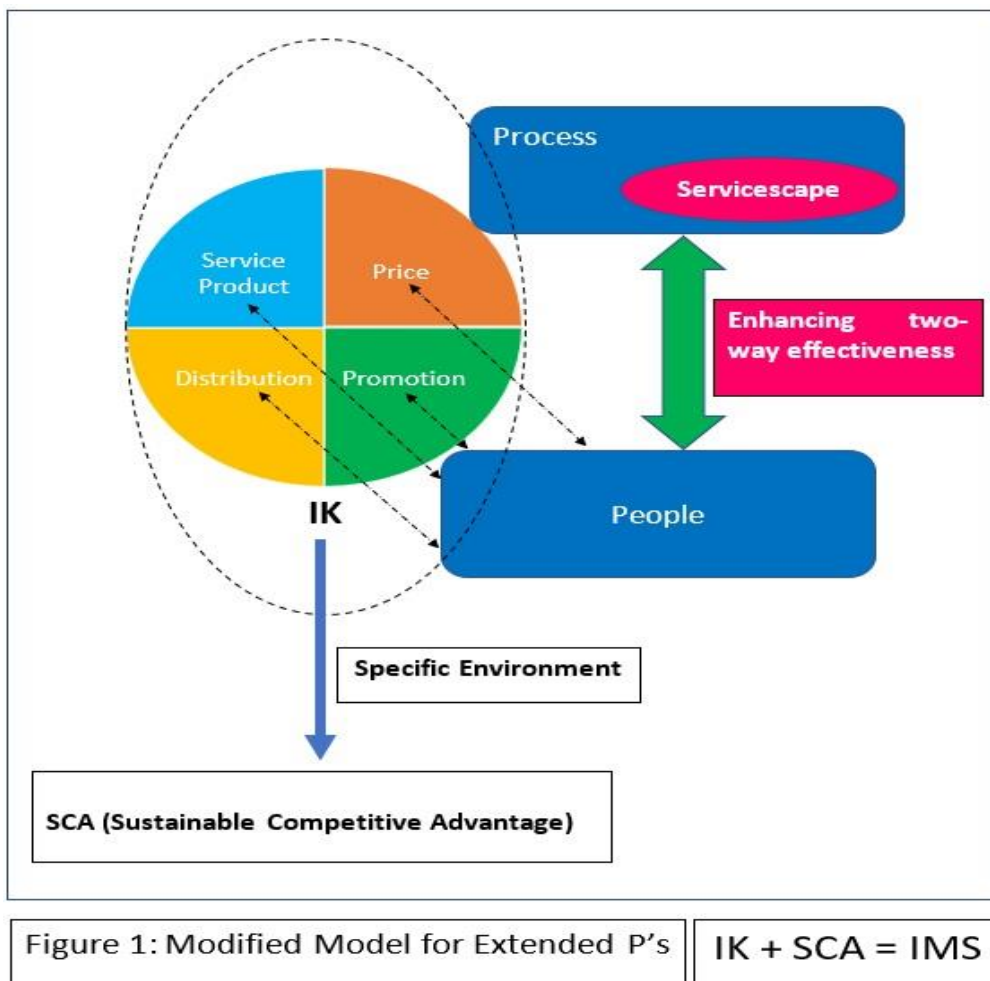 Process
Servicescape
Service
Product
Price
Enhancing two-
way effectiveness
Distribution
Promotion
People
IK
Specific Environment
SCA (Sustainable Competitive Advantage)
Figure 1: Modified Model for Extended P's
IK + SCA = IMS